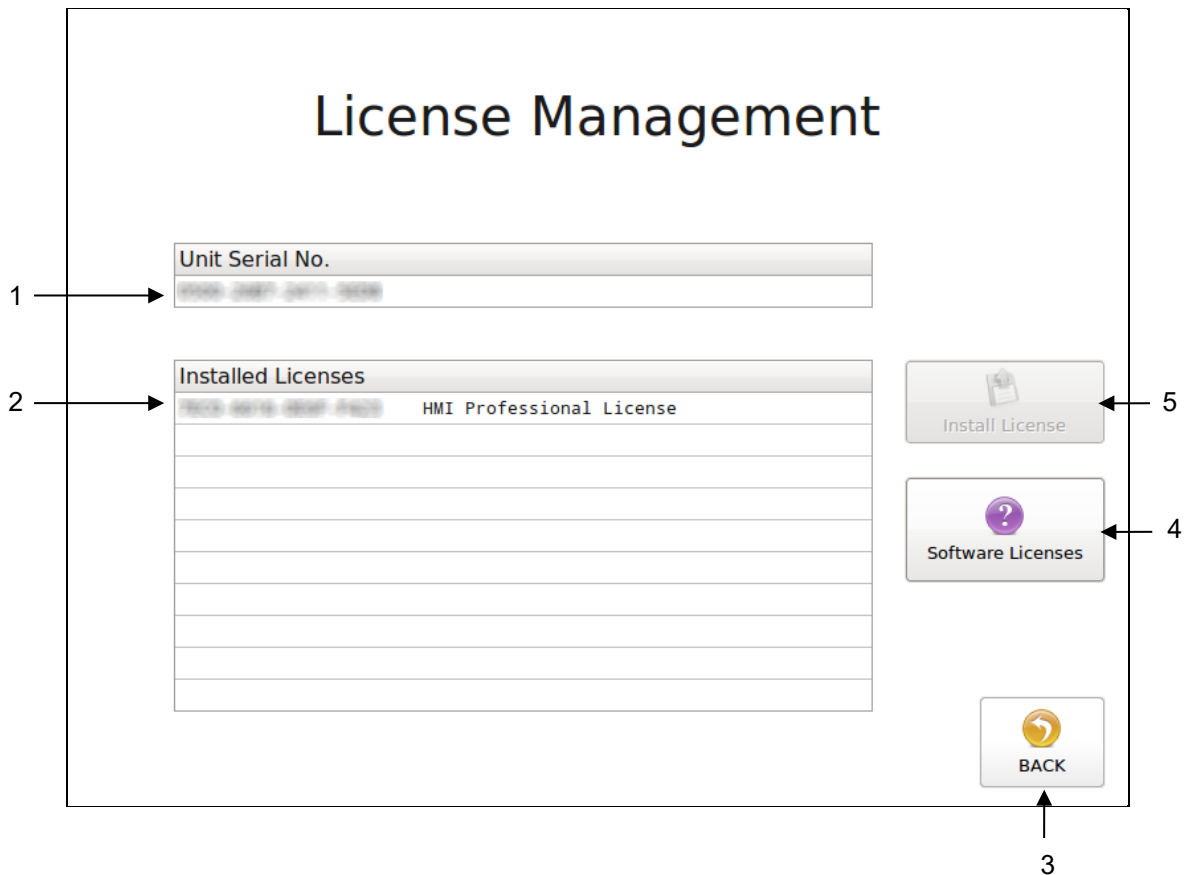 License Management
Unit Serial No.
1
Installed Licenses
2
HMI Professional License
Install License
5
Software Licenses
4
BACK
3